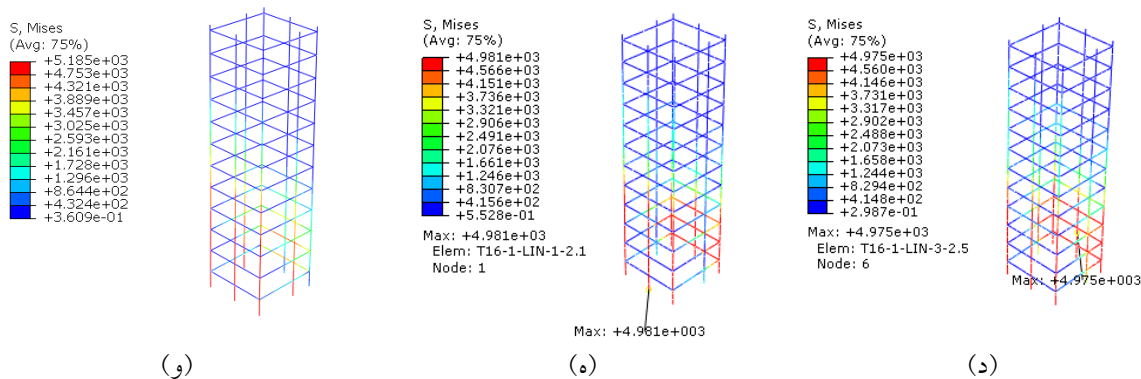 S, Mises
(Avg: 75%)
+5.185e+03
+4.753e+03
+4.321e+03
+3.889e+03
+3.457e+03
+3.025e+03
+2.593e+03
+2.161e+03
+1.728e+03
+1.296e+03
+8.644e+02
+4.324e+02
+3.609e-01
S, Mises
(Avg: 75%)
+4.981e+03
+4.566e+03
+4.151e+03
+3.736e+03
+3.321e+03
+2.906e+03
+2.491e+03
+2.076e+03
+1.661e+03
+1.246e+03
+8.307e+02
+4.156e+02
+5.528e-01
Max: +4.981e+03
Elem: T16-1-LIN-1-2.1
Node: 1
Max: +4.981e+003
S, Mises
(Avg: 75%)
+4.975e+03
+4.560e+03
+4.146e+03
+3.731e+03
+3.317e+03
+2.902e+03
+2.488e+03
+2.073e+03
+1.658e+03
+1.244e+03
+8.294e+02
+4.148e+02
+2.987e-01
Max: +4.975e+03
Elem: T16-1-LIN-3-2.5
Node: 6
Max: +4.975e+003
(و)
(ه)
(د)